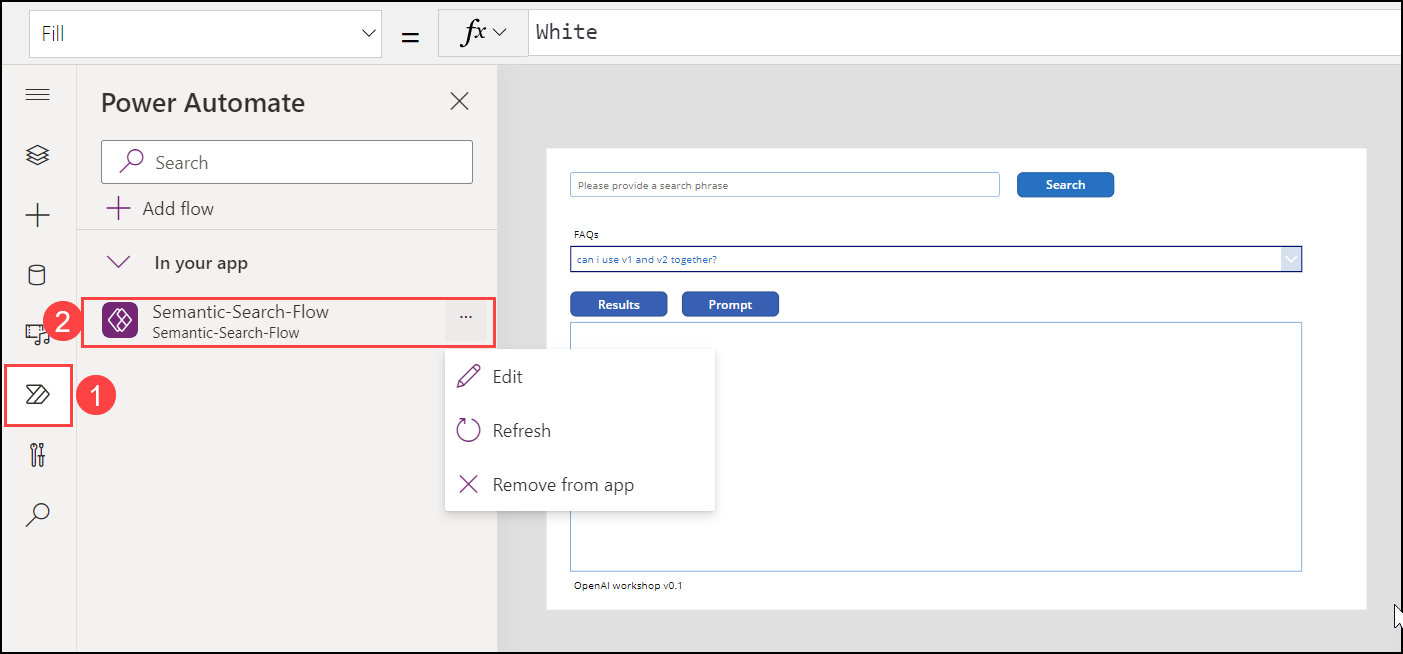 Fill
=
fx
White
Power Automate
Search
Add flow
In your app
2
Semantic-Search-Flow
Semantic-Search-Flow
...
1
Edit
Refresh
Remove from app
Please provide a search phrase
Search
FAQs
can i use v1 and v2 together?
Results
Prompt
OpenAI workshop v0.1